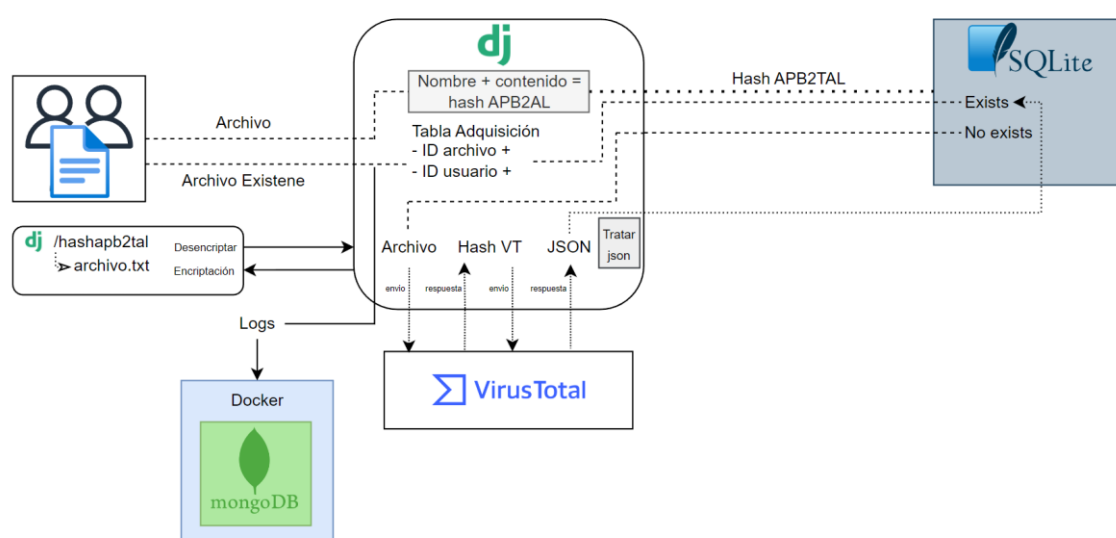 dj
Nombre + contenido =
hash APB2AL
Hash APB2TAL
SQLite
Archivo
Exists
No exists
Tabla Adquisición
- ID archivo +
- ID usuario +
Archivo Existene
dj /hashapb2tal
archivo.txt
Desencriptar
Encriptación
Archivo
Hash VT
JSON
Tratar
json
envio
respuesta
envio
respuesta
Logs
VirusTotal
Docker
mongoDB